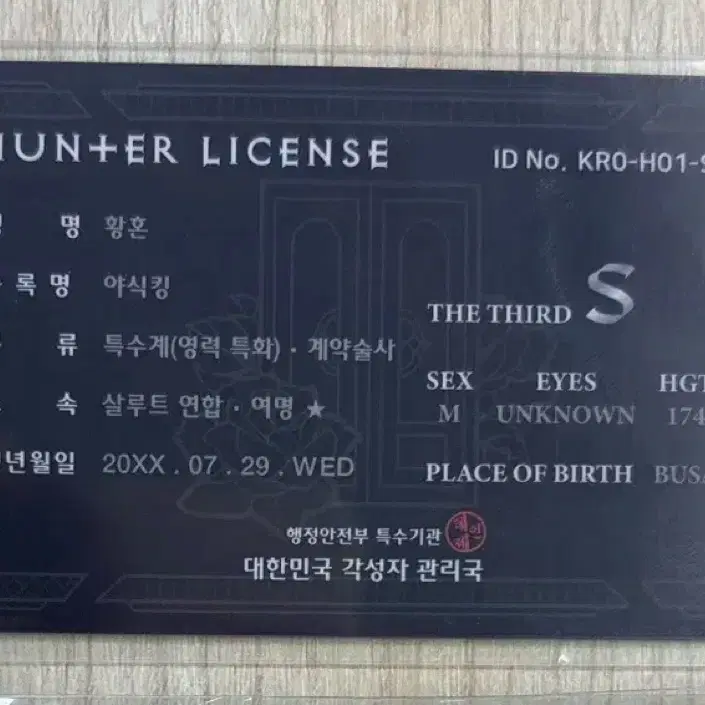 HUNTER LICENSE
ID No. KR0-H01-
명 황혼
록명 야식킹
THE THIRD S
류 특수계(영력 특화) · 계약술사
SEX EYES HGT
M UNKNOWN 174
속 살루트 연합 · 여명 ★
년월일 20XX . 07 . 29 . WED
PLACE OF BIRTH BUSA
행정안전부 특수기관
대한민국 각성자 관리국